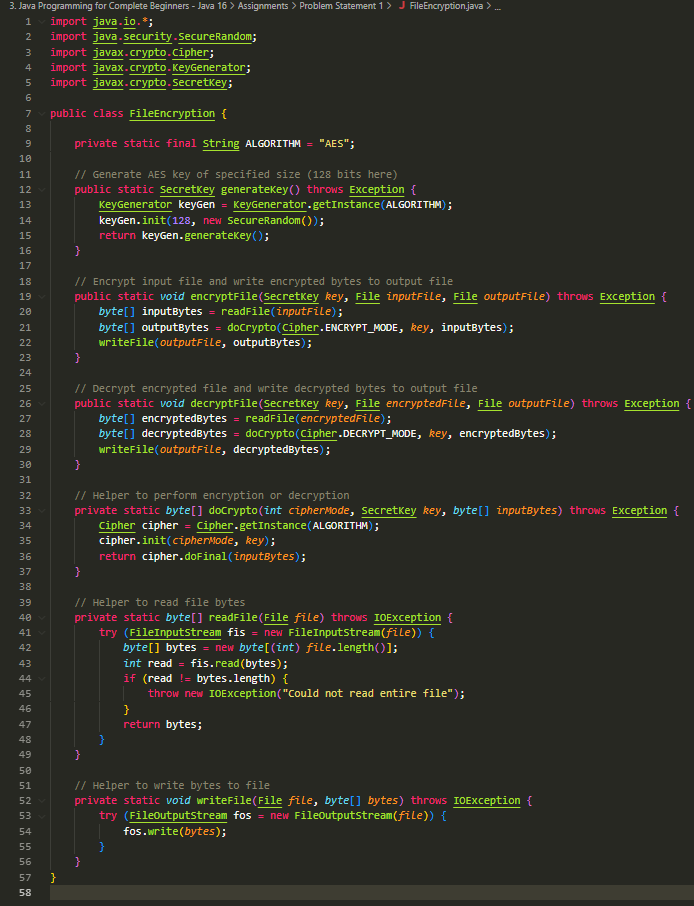 3. Java Programming for Complete Beginners - Java 16 > Assignments > Problem Statement 1 > J FileEncryption.java > ...
1 import java.io.*;
2 import java.security.SecureRandom;
3 import javax.crypto.Cipher;
4 import javax.crypto.KeyGenerator;
5 import javax.crypto.SecretKey;
6
7 public class FileEncryption {
8
9     private static final String ALGORITHM = "AES";
10
11     // Generate AES key of specified size (128 bits here)
12     public static SecretKey generateKey() throws Exception {
13         KeyGenerator keyGen = KeyGenerator.getInstance(ALGORITHM);
14         keyGen.init(128, new SecureRandom());
15         return keyGen.generateKey();
16     }
17
18     // Encrypt input file and write encrypted bytes to output file
19     public static void encryptFile(SecretKey key, File inputFile, File outputFile) throws Exception {
20         byte[] inputBytes = readFile(inputFile);
21         byte[] outputBytes = doCrypto(Cipher.ENCRYPT_MODE, key, inputBytes);
22         writeFile(outputFile, outputBytes);
23     }
24
25     // Decrypt encrypted file and write decrypted bytes to output file
26     public static void decryptFile(SecretKey key, File encryptedFile, File outputFile) throws Exception {
27         byte[] encryptedBytes = readFile(encryptedFile);
28         byte[] decryptedBytes = doCrypto(Cipher.DECRYPT_MODE, key, encryptedBytes);
29         writeFile(outputFile, decryptedBytes);
30     }
31
32     // Helper to perform encryption or decryption
33     private static byte[] doCrypto(int cipherMode, SecretKey key, byte[] inputBytes) throws Exception {
34         Cipher cipher = Cipher.getInstance(ALGORITHM);
35         cipher.init(cipherMode, key);
36         return cipher.doFinal(inputBytes);
37     }
38
39     // Helper to read file bytes
40     private static byte[] readFile(File file) throws IOException {
41         try (FileInputStream fis = new FileInputStream(file)) {
42             byte[] bytes = new byte[(int) file.length()];
43             int read = fis.read(bytes);
44             if (read != bytes.length) {
45                 throw new IOException("Could not read entire file");
46             }
47             return bytes;
48         }
49     }
50
51     // Helper to write bytes to file
52     private static void writeFile(File file, byte[] bytes) throws IOException {
53         try (FileOutputStream fos = new FileOutputStream(file)) {
54             fos.write(bytes);
55         }
56     }
57 }
58